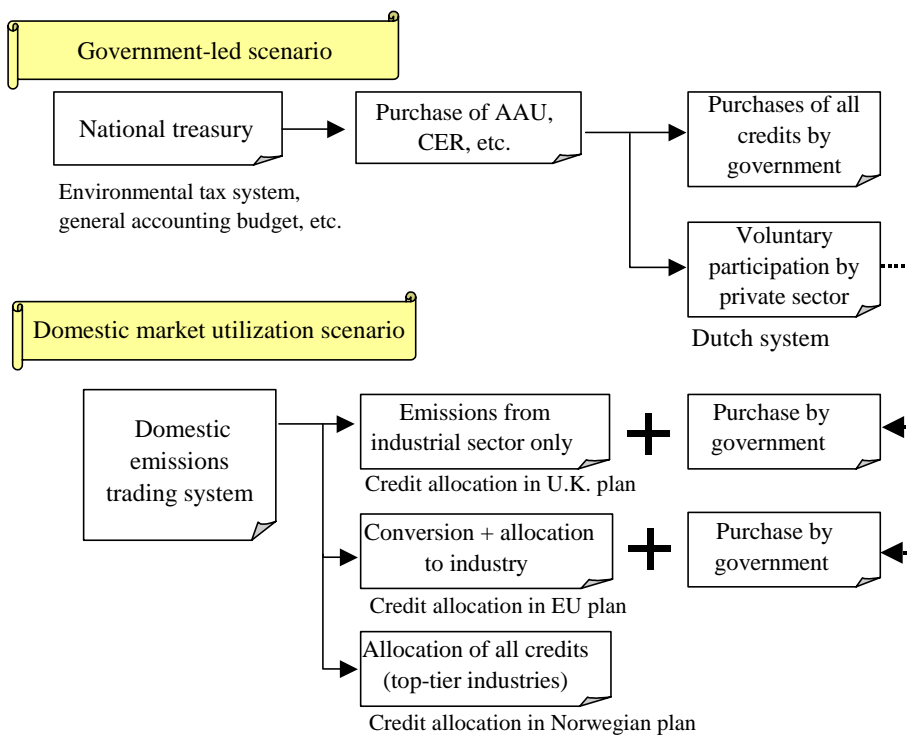 Government-led scenario
National treasury
Purchase of AAU,
CER, etc.
Purchases of all
credits by
government
Environmental tax system,
general accounting budget, etc.
Voluntary
participation by
private sector
Dutch system
Domestic market utilization scenario
Domestic
emissions
trading system
Emissions from
industrial sector only
+
Purchase by
government
Credit allocation in U.K. plan
Conversion + allocation
to industry
+
Purchase by
government
Credit allocation in EU plan
Allocation of all credits
(top-tier industries)
Credit allocation in Norwegian plan